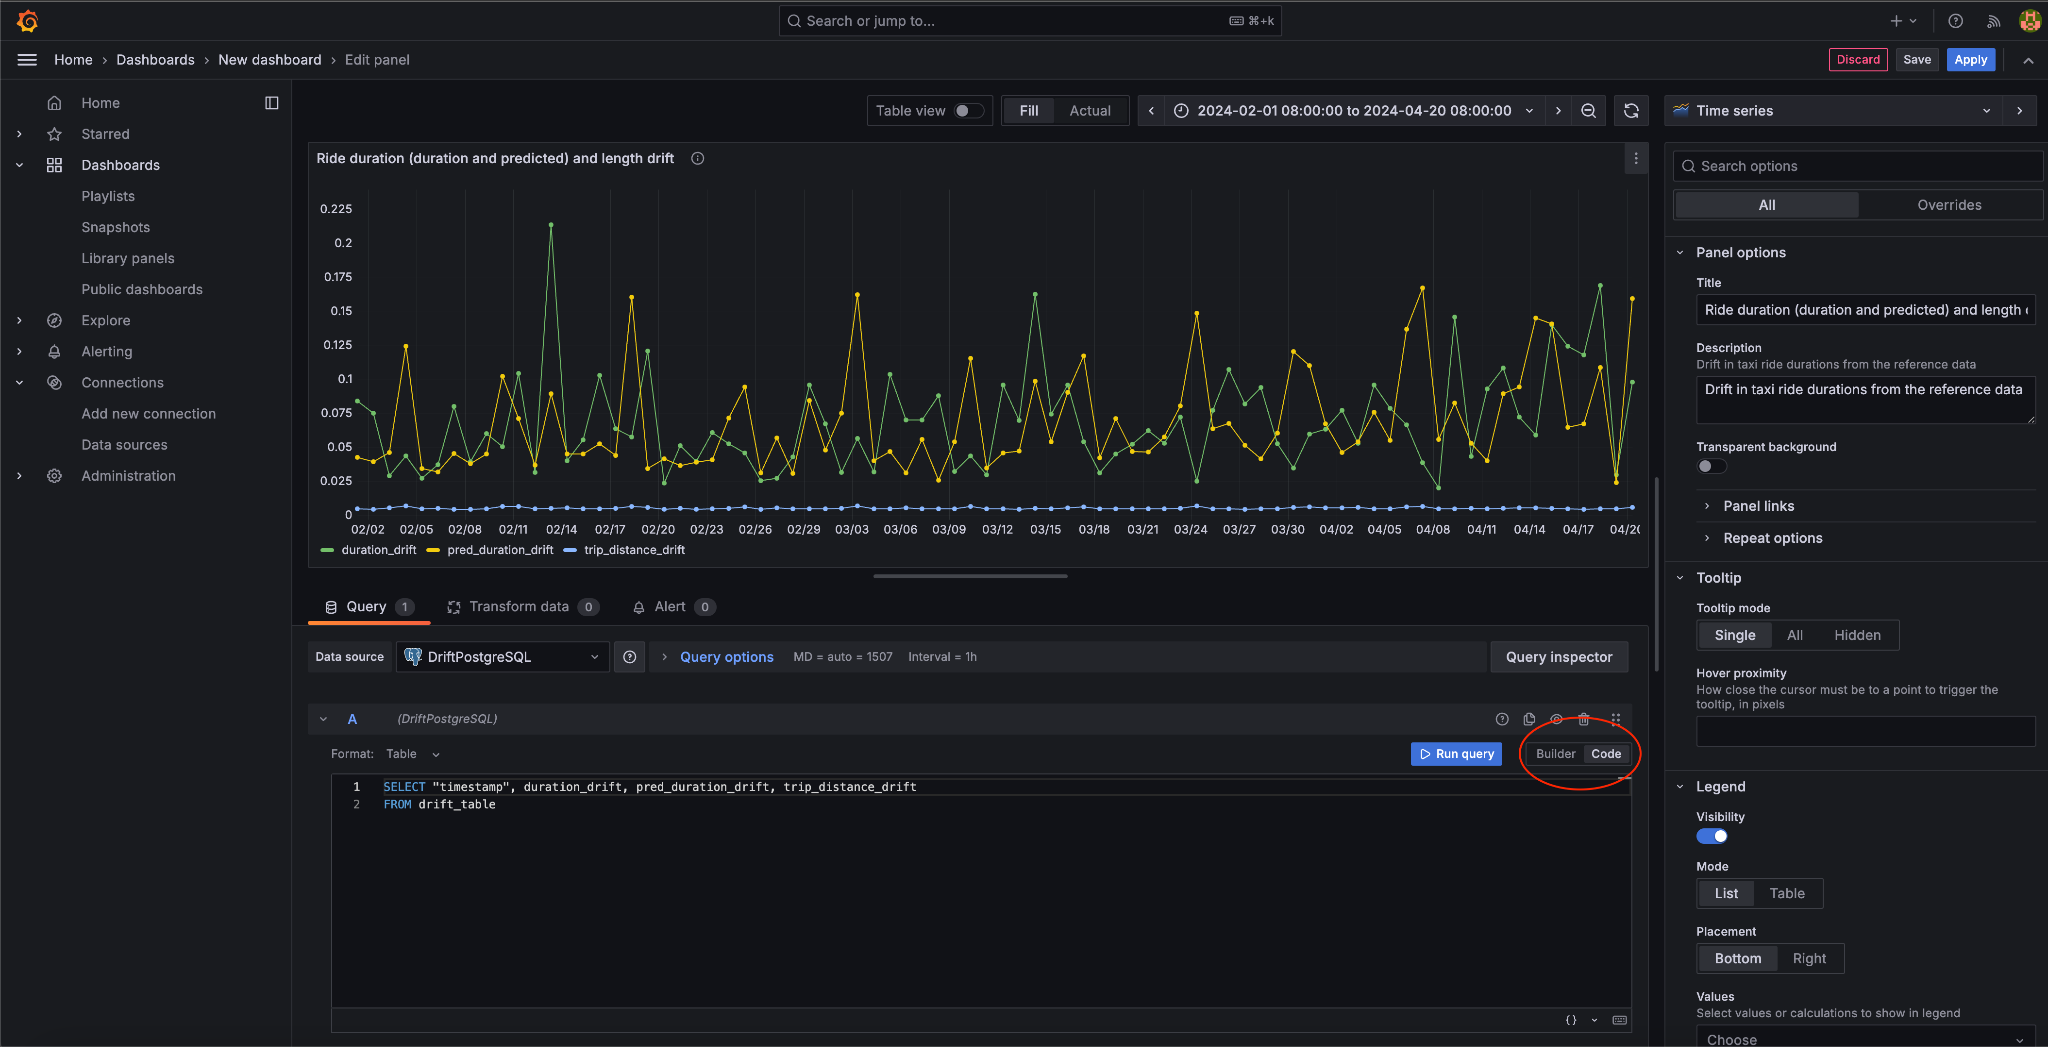 Search or jump to...
⌘+k
Home › Dashboards › New dashboard › Edit panel
Discard
Save
Apply
Home
Starred
Dashboards
Playlists
Snapshots
Library panels
Public dashboards
Explore
Alerting
Connections
Add new connection
Data sources
Administration
Table view
Fill
Actual
2024-02-01 08:00:00 to 2024-04-20 08:00:00
Ride duration (duration and predicted) and length drift
0.225
0.2
0.175
0.15
0.125
0.1
0.075
0.05
0.025
0
02/02 02/05 02/08 02/11 02/14 02/17 02/20 02/23 02/26 02/29 03/03 03/06 03/09 03/12 03/15 03/18 03/21 03/24 03/27 03/30 04/02 04/05 04/08 04/11 04/14 04/17 04/20
duration_drift pred_duration_drift trip_distance_drift
Query 1
Transform data 0
Alert 0
Data source
DriftPostgreSQL
Query options
MD = auto = 1507
Interval = 1h
Query inspector
A
(DriftPostgreSQL)
Format: Table
Run query
Builder
Code
1 SELECT "timestamp", duration_drift, pred_duration_drift, trip_distance_drift
2 FROM drift_table
{}
Time series
Search options
All
Overrides
Panel options
Title
Ride duration (duration and predicted) and length
Description
Drift in taxi ride durations from the reference data
Drift in taxi ride durations from the reference data
Transparent background
Panel links
Repeat options
Tooltip
Tooltip mode
Single
All
Hidden
Hover proximity
How close the cursor must be to a point to trigger the
tooltip, in pixels
Legend
Visibility
Mode
List
Table
Placement
Bottom
Right
Values
Select values or calculations to show in legend
Choose